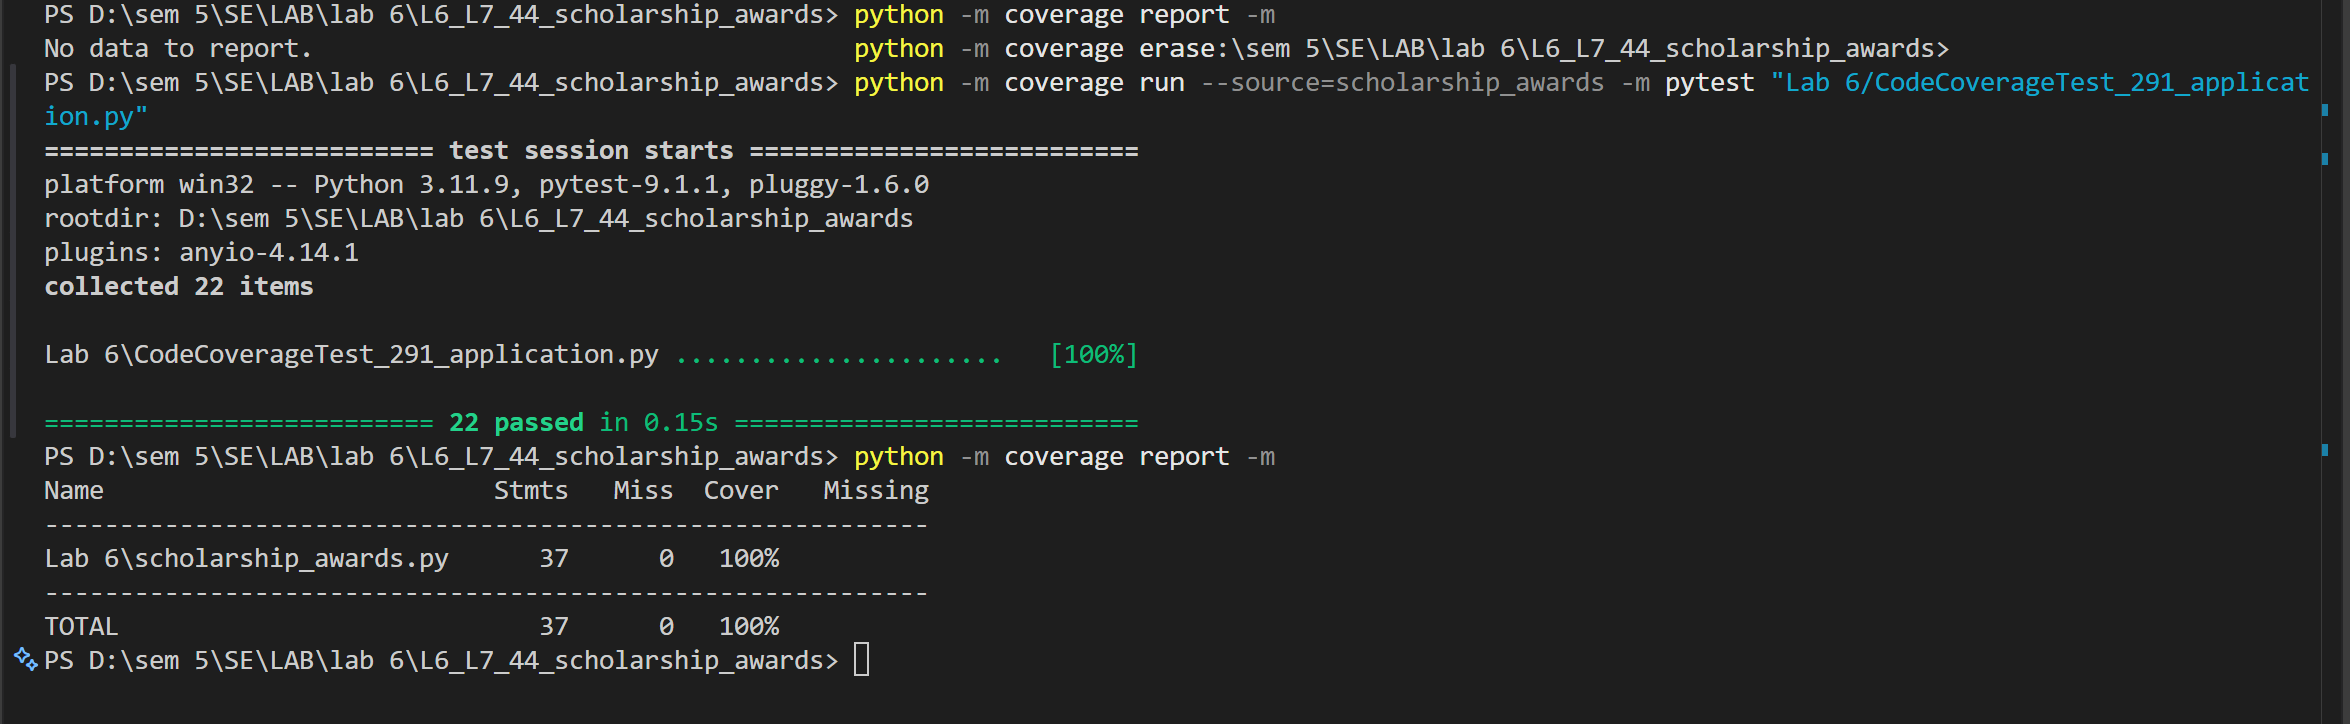 PS D:\sem 5\SE\LAB\lab 6\L6_L7_44_scholarship_awards> python -m coverage report -m
No data to report.                                    python -m coverage erase:\sem 5\SE\LAB\lab 6\L6_L7_44_scholarship_awards>
PS D:\sem 5\SE\LAB\lab 6\L6_L7_44_scholarship_awards> python -m coverage run --source=scholarship_awards -m pytest "Lab 6/CodeCoverageTest_291_applicat
ion.py"
========================== test session starts ==========================
platform win32 -- Python 3.11.9, pytest-9.1.1, pluggy-1.6.0
rootdir: D:\sem 5\SE\LAB\lab 6\L6_L7_44_scholarship_awards
plugins: anyio-4.14.1
collected 22 items

Lab 6\CodeCoverageTest_291_application.py ......................   [100%]

========================== 22 passed in 0.15s ===========================
PS D:\sem 5\SE\LAB\lab 6\L6_L7_44_scholarship_awards> python -m coverage report -m
Name                          Stmts   Miss  Cover   Missing
-----------------------------------------------------------
Lab 6\scholarship_awards.py      37      0   100%
-----------------------------------------------------------
TOTAL                            37      0   100%
PS D:\sem 5\SE\LAB\lab 6\L6_L7_44_scholarship_awards>